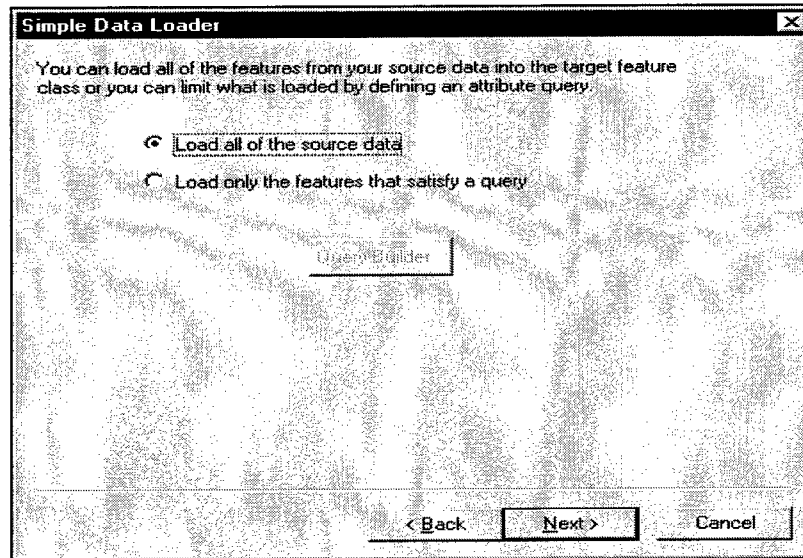 Simple Data Loader
You can load all of the features from your source data into the target feature
class or you can limit what is loaded by defining an attribute query.
Load all of the source data
Load only the features that satisfy a query
Query Builder
< Back
Next >
Cancel